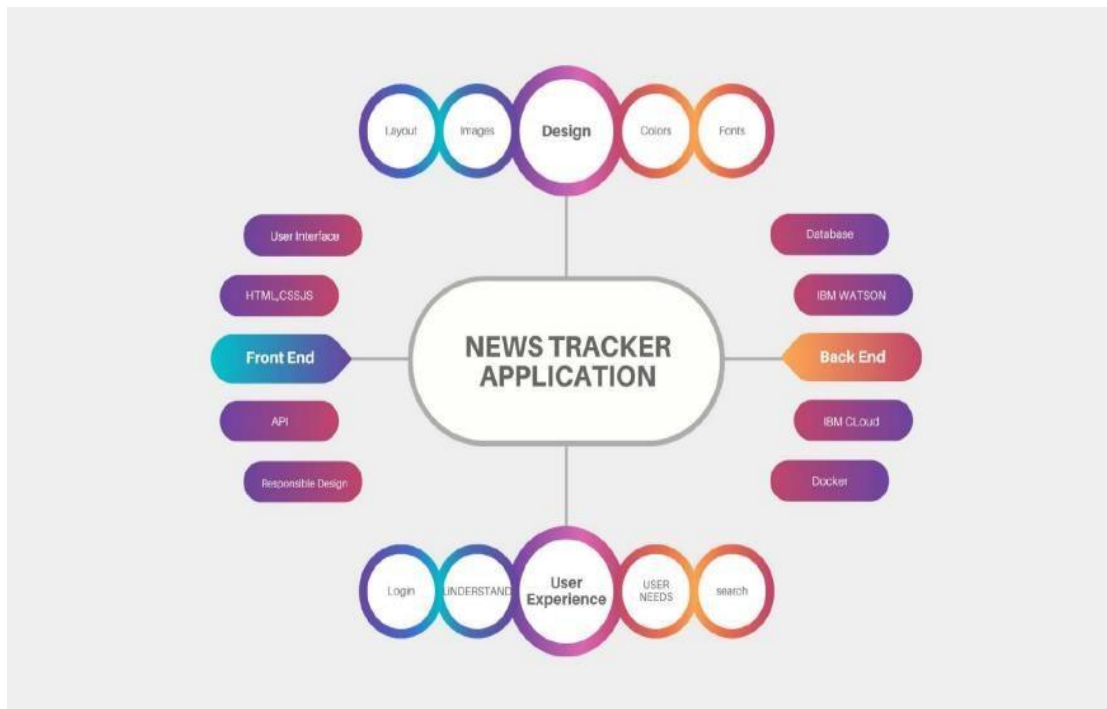 Layout
Images
Design
Colors
Fonts
User Interface
HTML,CSSJS
Front End
API
Responsible Design
NEWS TRACKER
APPLICATION
Database
IBM WATSON
Back End
IBM CLoud
Docker
Login
UNDERSTAND
User
Experience
USER
NEEDS
search